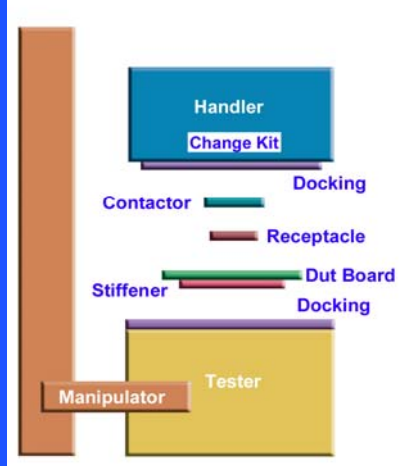 Handler
Change Kit
Docking
Contactor
Receptacle
Dut Board
Stiffener
Docking
Tester
Manipulator